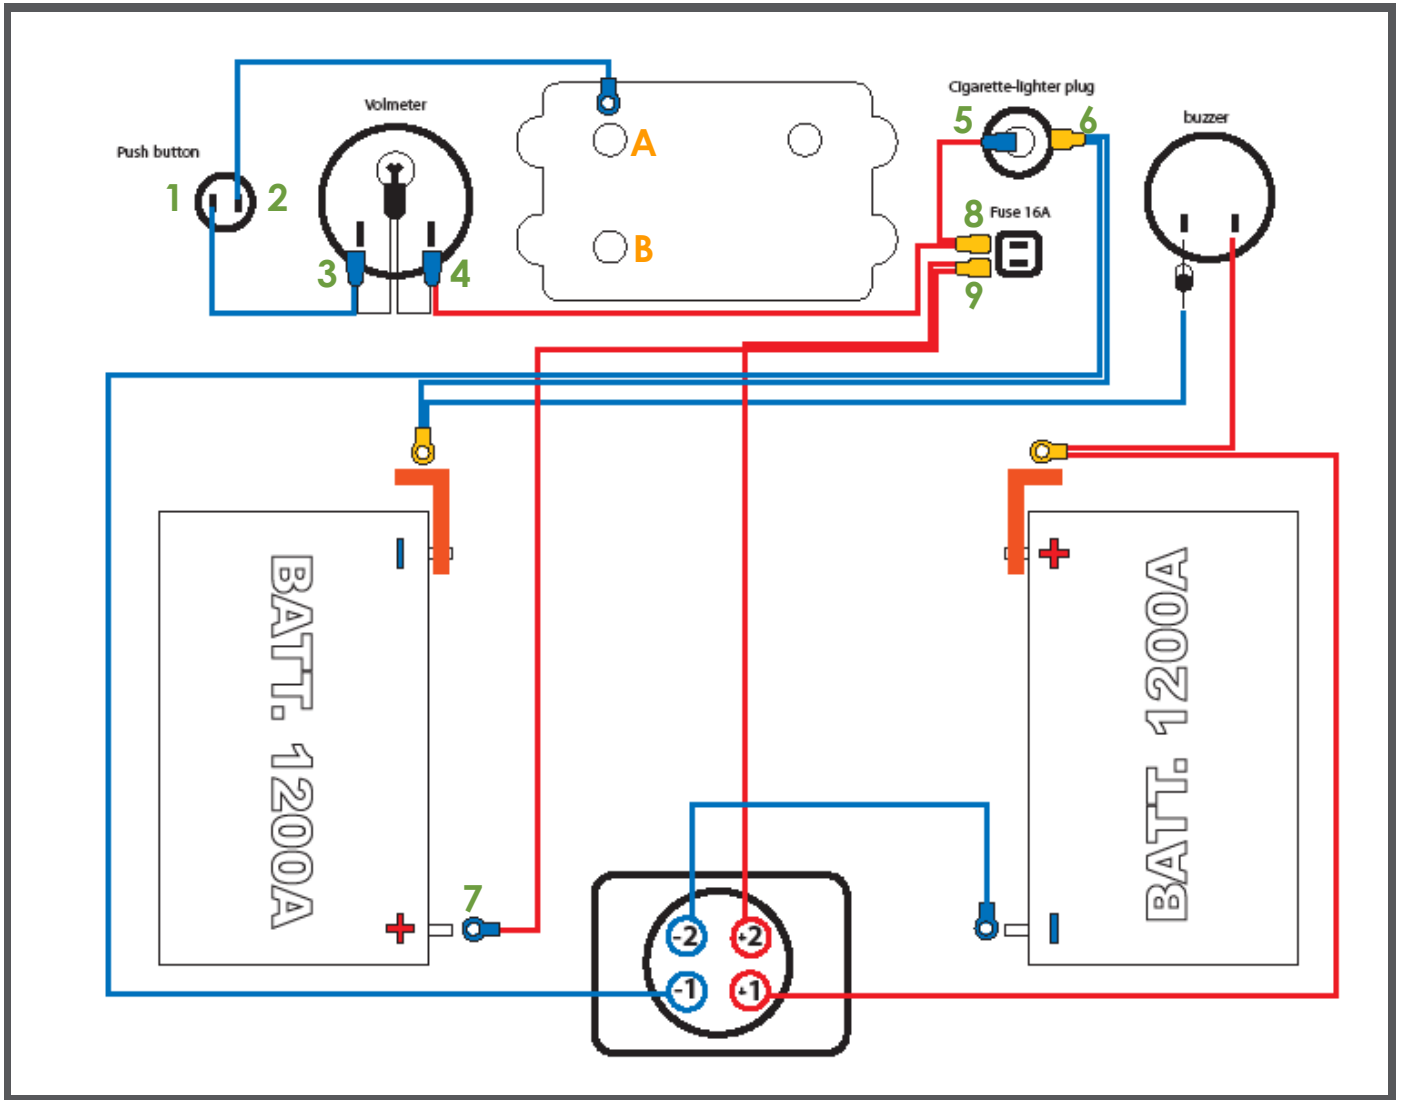 Volmeter
Cigarette-lighter plug
buzzer
Push button
A
5
6
1
2
8
Fuse 16A
B
3
4
9
−
+
BATT. 1200A
BATT. 1200A
7
+
−
-2
+2
-1
+1